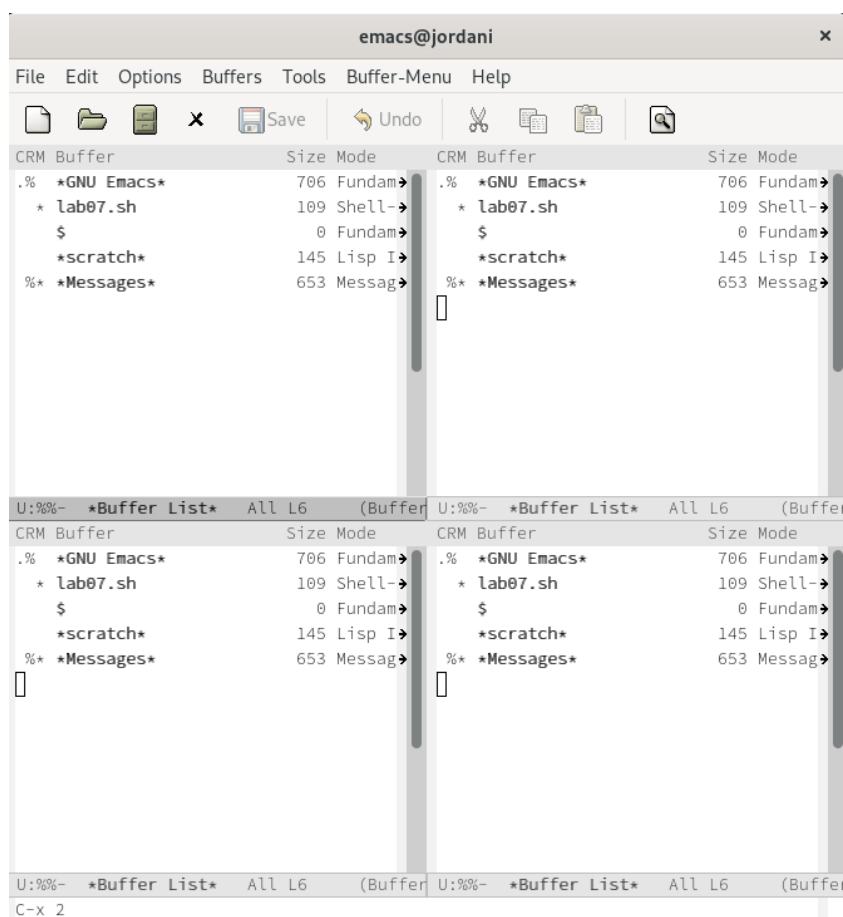 emacs@jordani ×
File Edit Options Buffers Tools Buffer-Menu Help
Save Undo
CRM Buffer Size Mode CRM Buffer Size Mode
.% *GNU Emacs* 706 Fundam .% *GNU Emacs* 706 Fundam
* lab07.sh 109 Shell- * lab07.sh 109 Shell-
$ 0 Fundam $ 0 Fundam
*scratch* 145 Lisp I *scratch* 145 Lisp I
%* *Messages* 653 Messag %* *Messages* 653 Messag
U:%%- *Buffer List* All L6 (Buffer U:%%- *Buffer List* All L6 (Buffer
CRM Buffer Size Mode CRM Buffer Size Mode
.% *GNU Emacs* 706 Fundam .% *GNU Emacs* 706 Fundam
* lab07.sh 109 Shell- * lab07.sh 109 Shell-
$ 0 Fundam $ 0 Fundam
*scratch* 145 Lisp I *scratch* 145 Lisp I
%* *Messages* 653 Messag %* *Messages* 653 Messag
U:%%- *Buffer List* All L6 (Buffer U:%%- *Buffer List* All L6 (Buffer
C-x 2